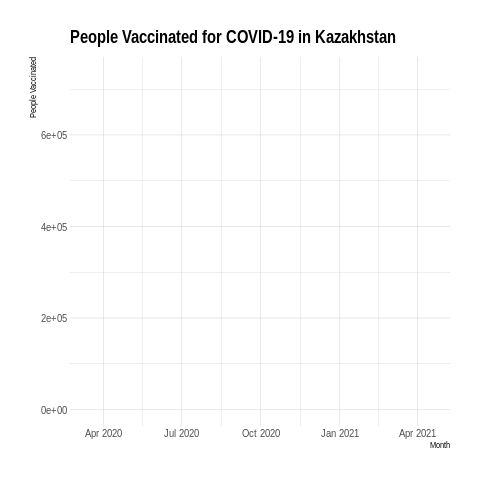 People Vaccinated for COVID-19 in Kazakhstan
People Vaccinated
6e+05
4e+05
2e+05
0e+00
Apr 2020 Jul 2020 Oct 2020 Jan 2021 Apr 2021
Month